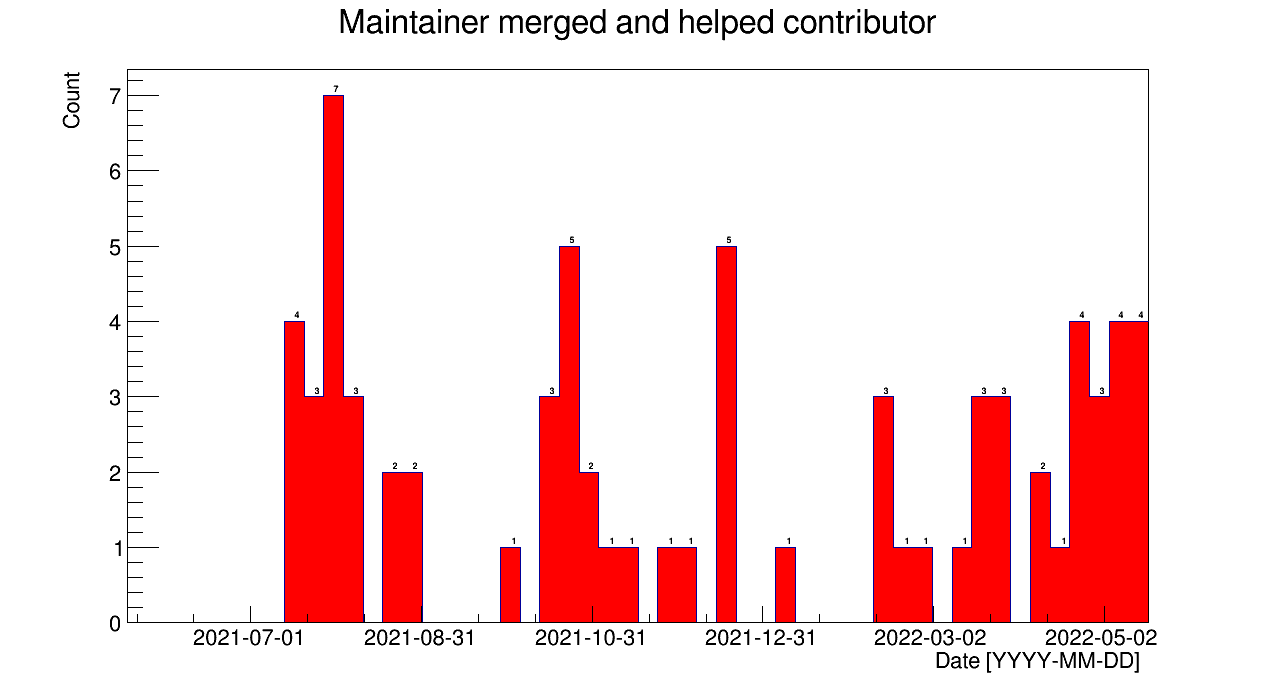 Maintainer merged and helped contributor
Count
7
6
5
4
3
2
1
0
4 3 7 3 2 2 1 3 5 2 1 1 1 1 5 1 3 1 1 1 3 3 2 1 4 3 4 4
2021-07-01 2021-08-31 2021-10-31 2021-12-31 2022-03-02 2022-05-02
Date [YYYY-MM-DD]